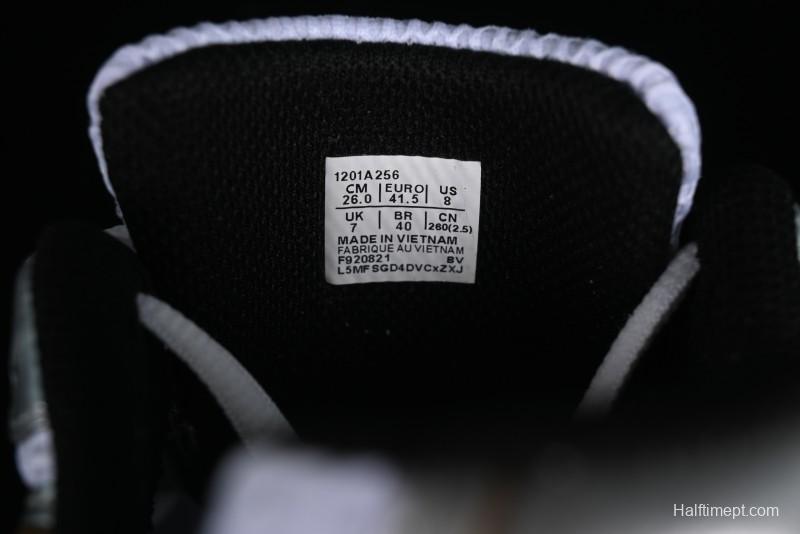 1201A256
CM | EURO | US
26.0 | 41.5 | 8
UK | BR | CN
7 | 40 | 260(2.5)
MADE IN VIETNAM
FABRIQUE AU VIETNAM
F920821 BV
L5MFSGD4DVCxZXJ
Halftimept.com